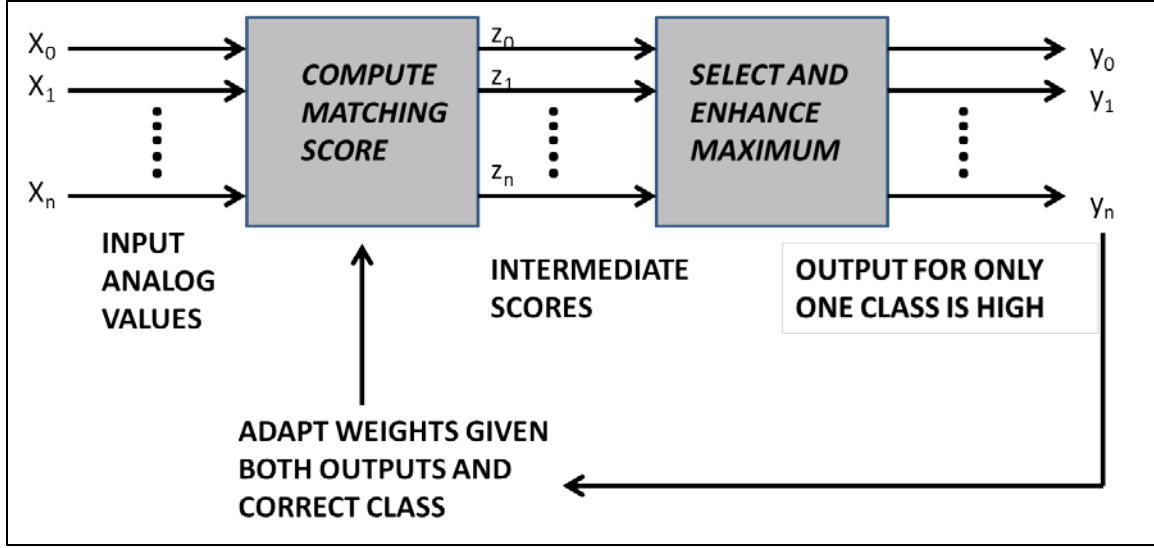 X0
X1
Xn
COMPUTE
MATCHING
SCORE
z0
z1
zn
SELECT AND
ENHANCE
MAXIMUM
y0
y1
yn
INPUT
ANALOG
VALUES
INTERMEDIATE
SCORES
OUTPUT FOR ONLY
ONE CLASS IS HIGH
ADAPT WEIGHTS GIVEN
BOTH OUTPUTS AND
CORRECT CLASS